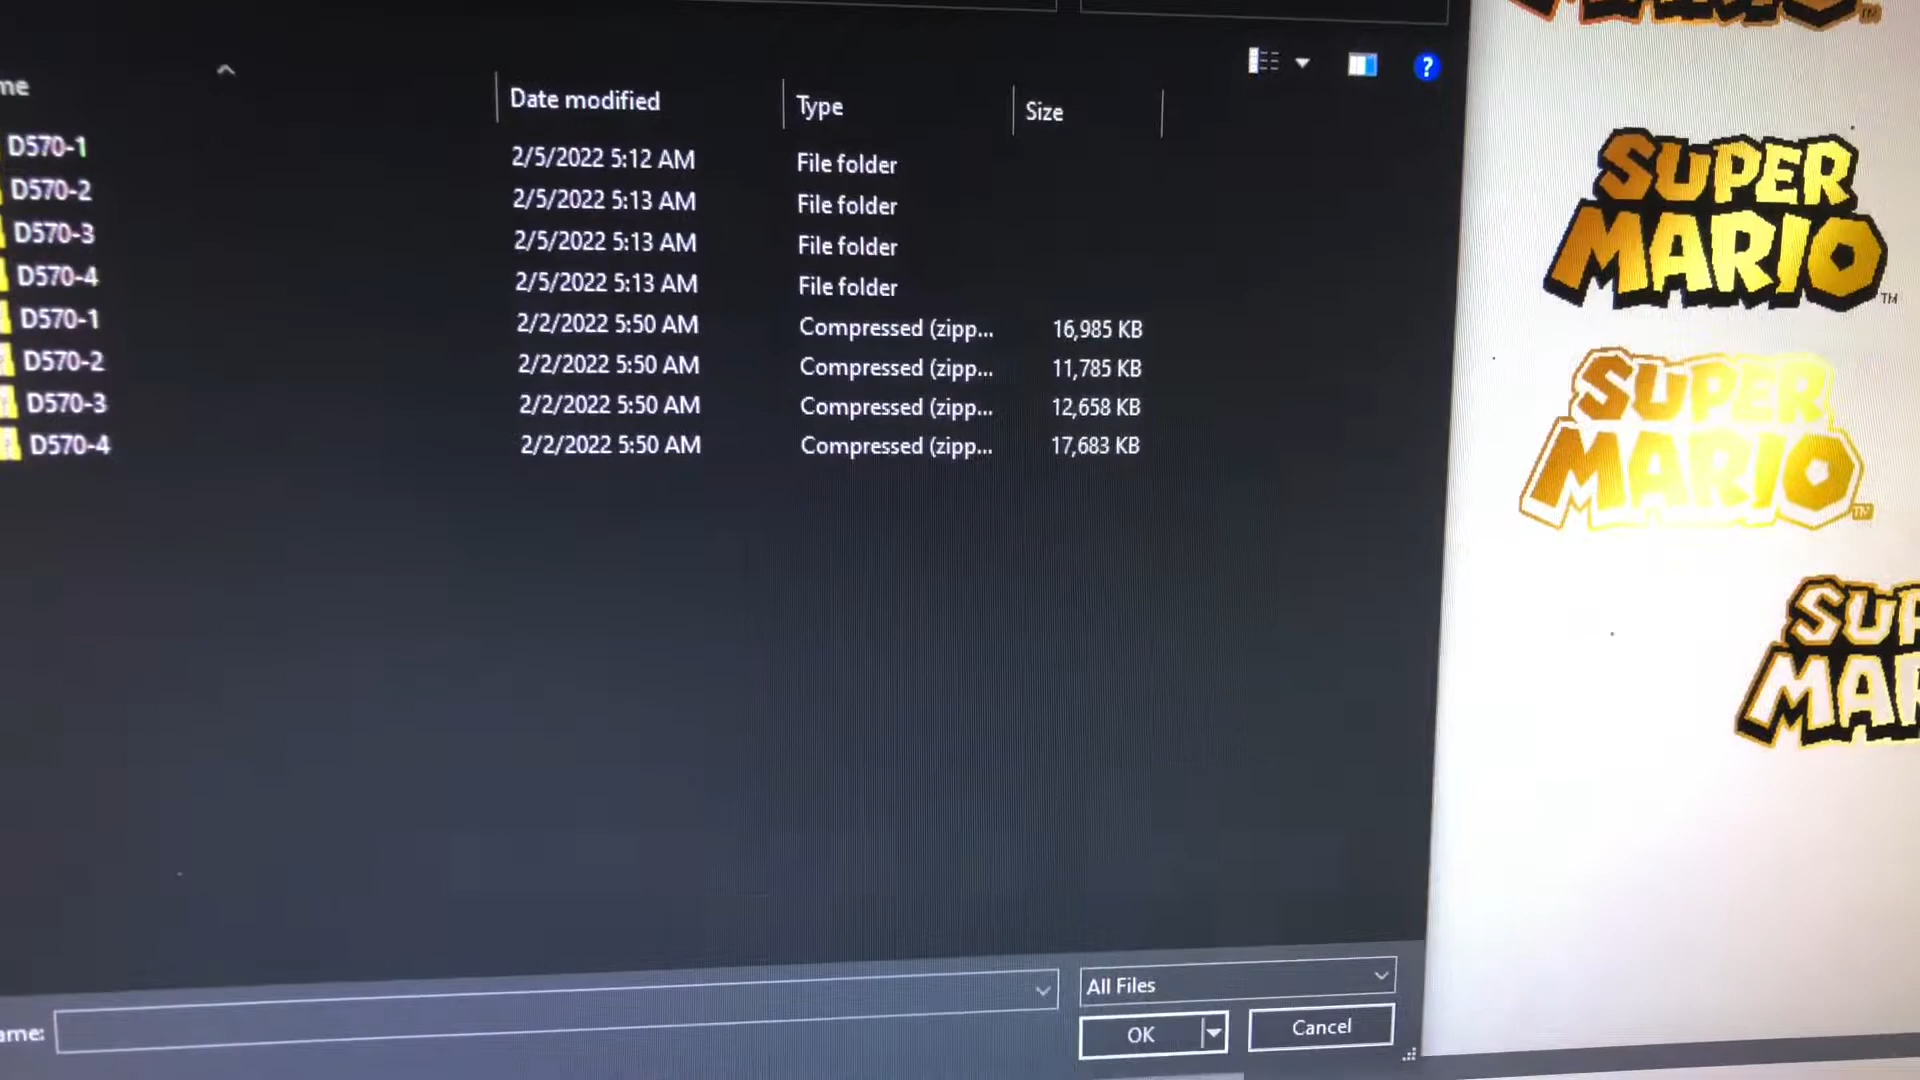 me
Date modified
Type
Size
D570-1
2/5/2022 5:12 AM
File folder
D570-2
2/5/2022 5:13 AM
File folder
D570-3
2/5/2022 5:13 AM
File folder
D570-4
2/5/2022 5:13 AM
File folder
D570-1
2/2/2022 5:50 AM
Compressed (zipp...
16,985 KB
D570-2
2/2/2022 5:50 AM
Compressed (zipp...
11,785 KB
D570-3
2/2/2022 5:50 AM
Compressed (zipp...
12,658 KB
D570-4
2/2/2022 5:50 AM
Compressed (zipp...
17,683 KB
ame:
All Files
OK
Cancel
?
TM
SUPER
MARIO
TM
SUPER
MARIO
TM
SUP
MAR